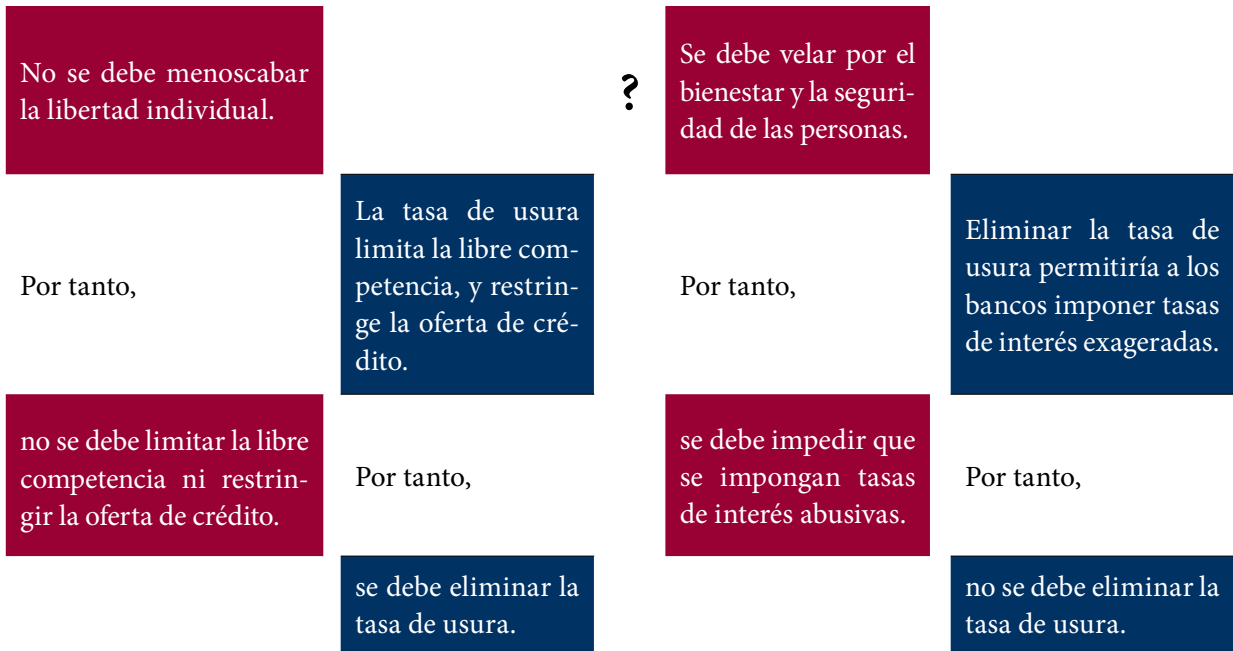 No se debe menoscabar
la libertad individual.
La tasa de usura
limita la libre com-
petencia, y restrin-
ge la oferta de cré-
dito.
Por tanto,
no se debe limitar la libre
competencia ni restrin-
gir la oferta de crédito.
Por tanto,
se debe eliminar la
tasa de usura.
?
Se debe velar por el
bienestar y la seguri-
dad de las personas.
Eliminar la tasa de
usura permitiría a los
bancos imponer tasas
de interés exageradas.
Por tanto,
se debe impedir que
se impongan tasas
de interés abusivas.
Por tanto,
no se debe eliminar la
tasa de usura.